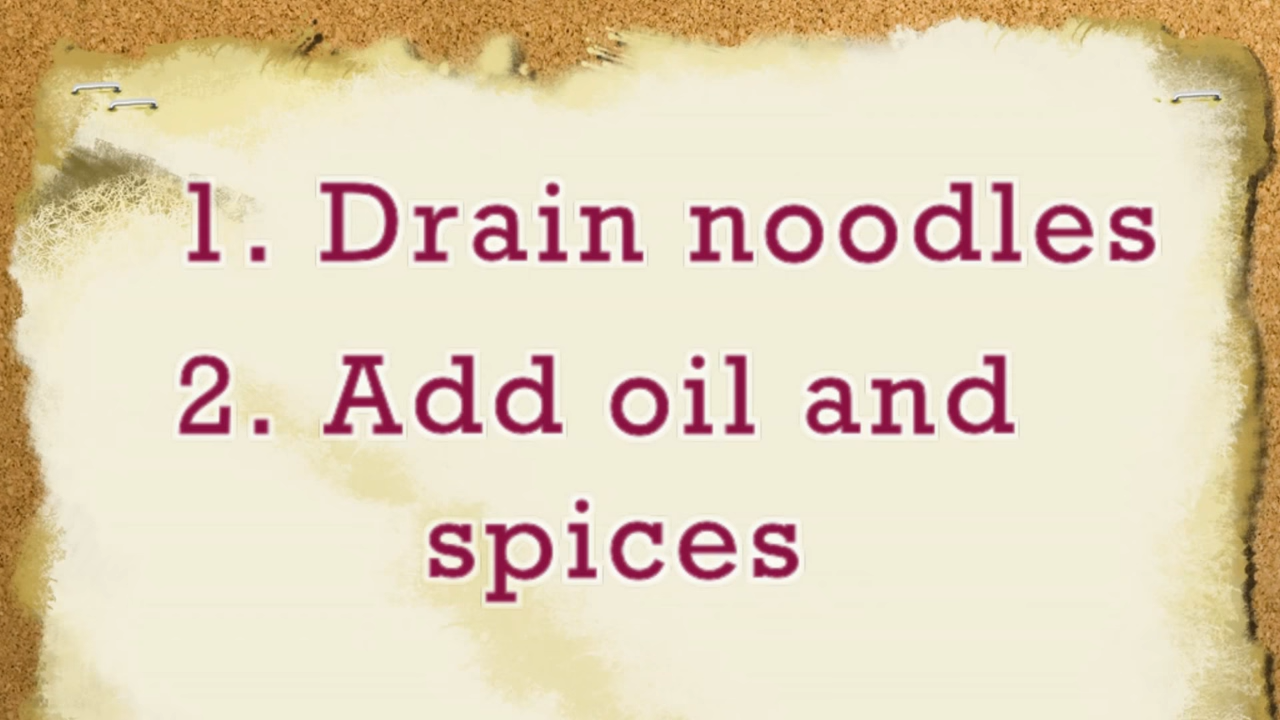 1. Drain noodles
2. Add oil and
spices